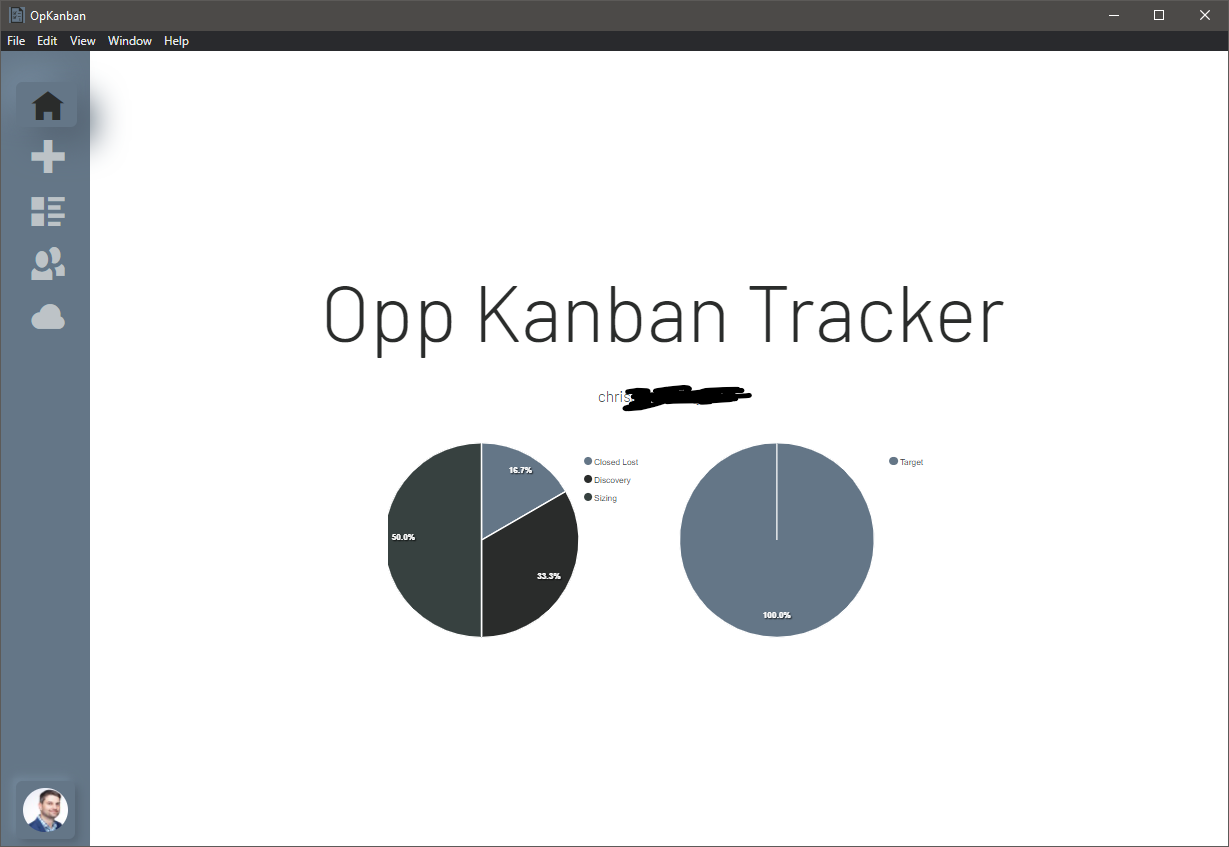 OpKanban
File Edit View Window Help
Opp Kanban Tracker
chris
16.7%
33.3%
50.0%
Closed Lost
Discovery
Sizing
100.0%
Target